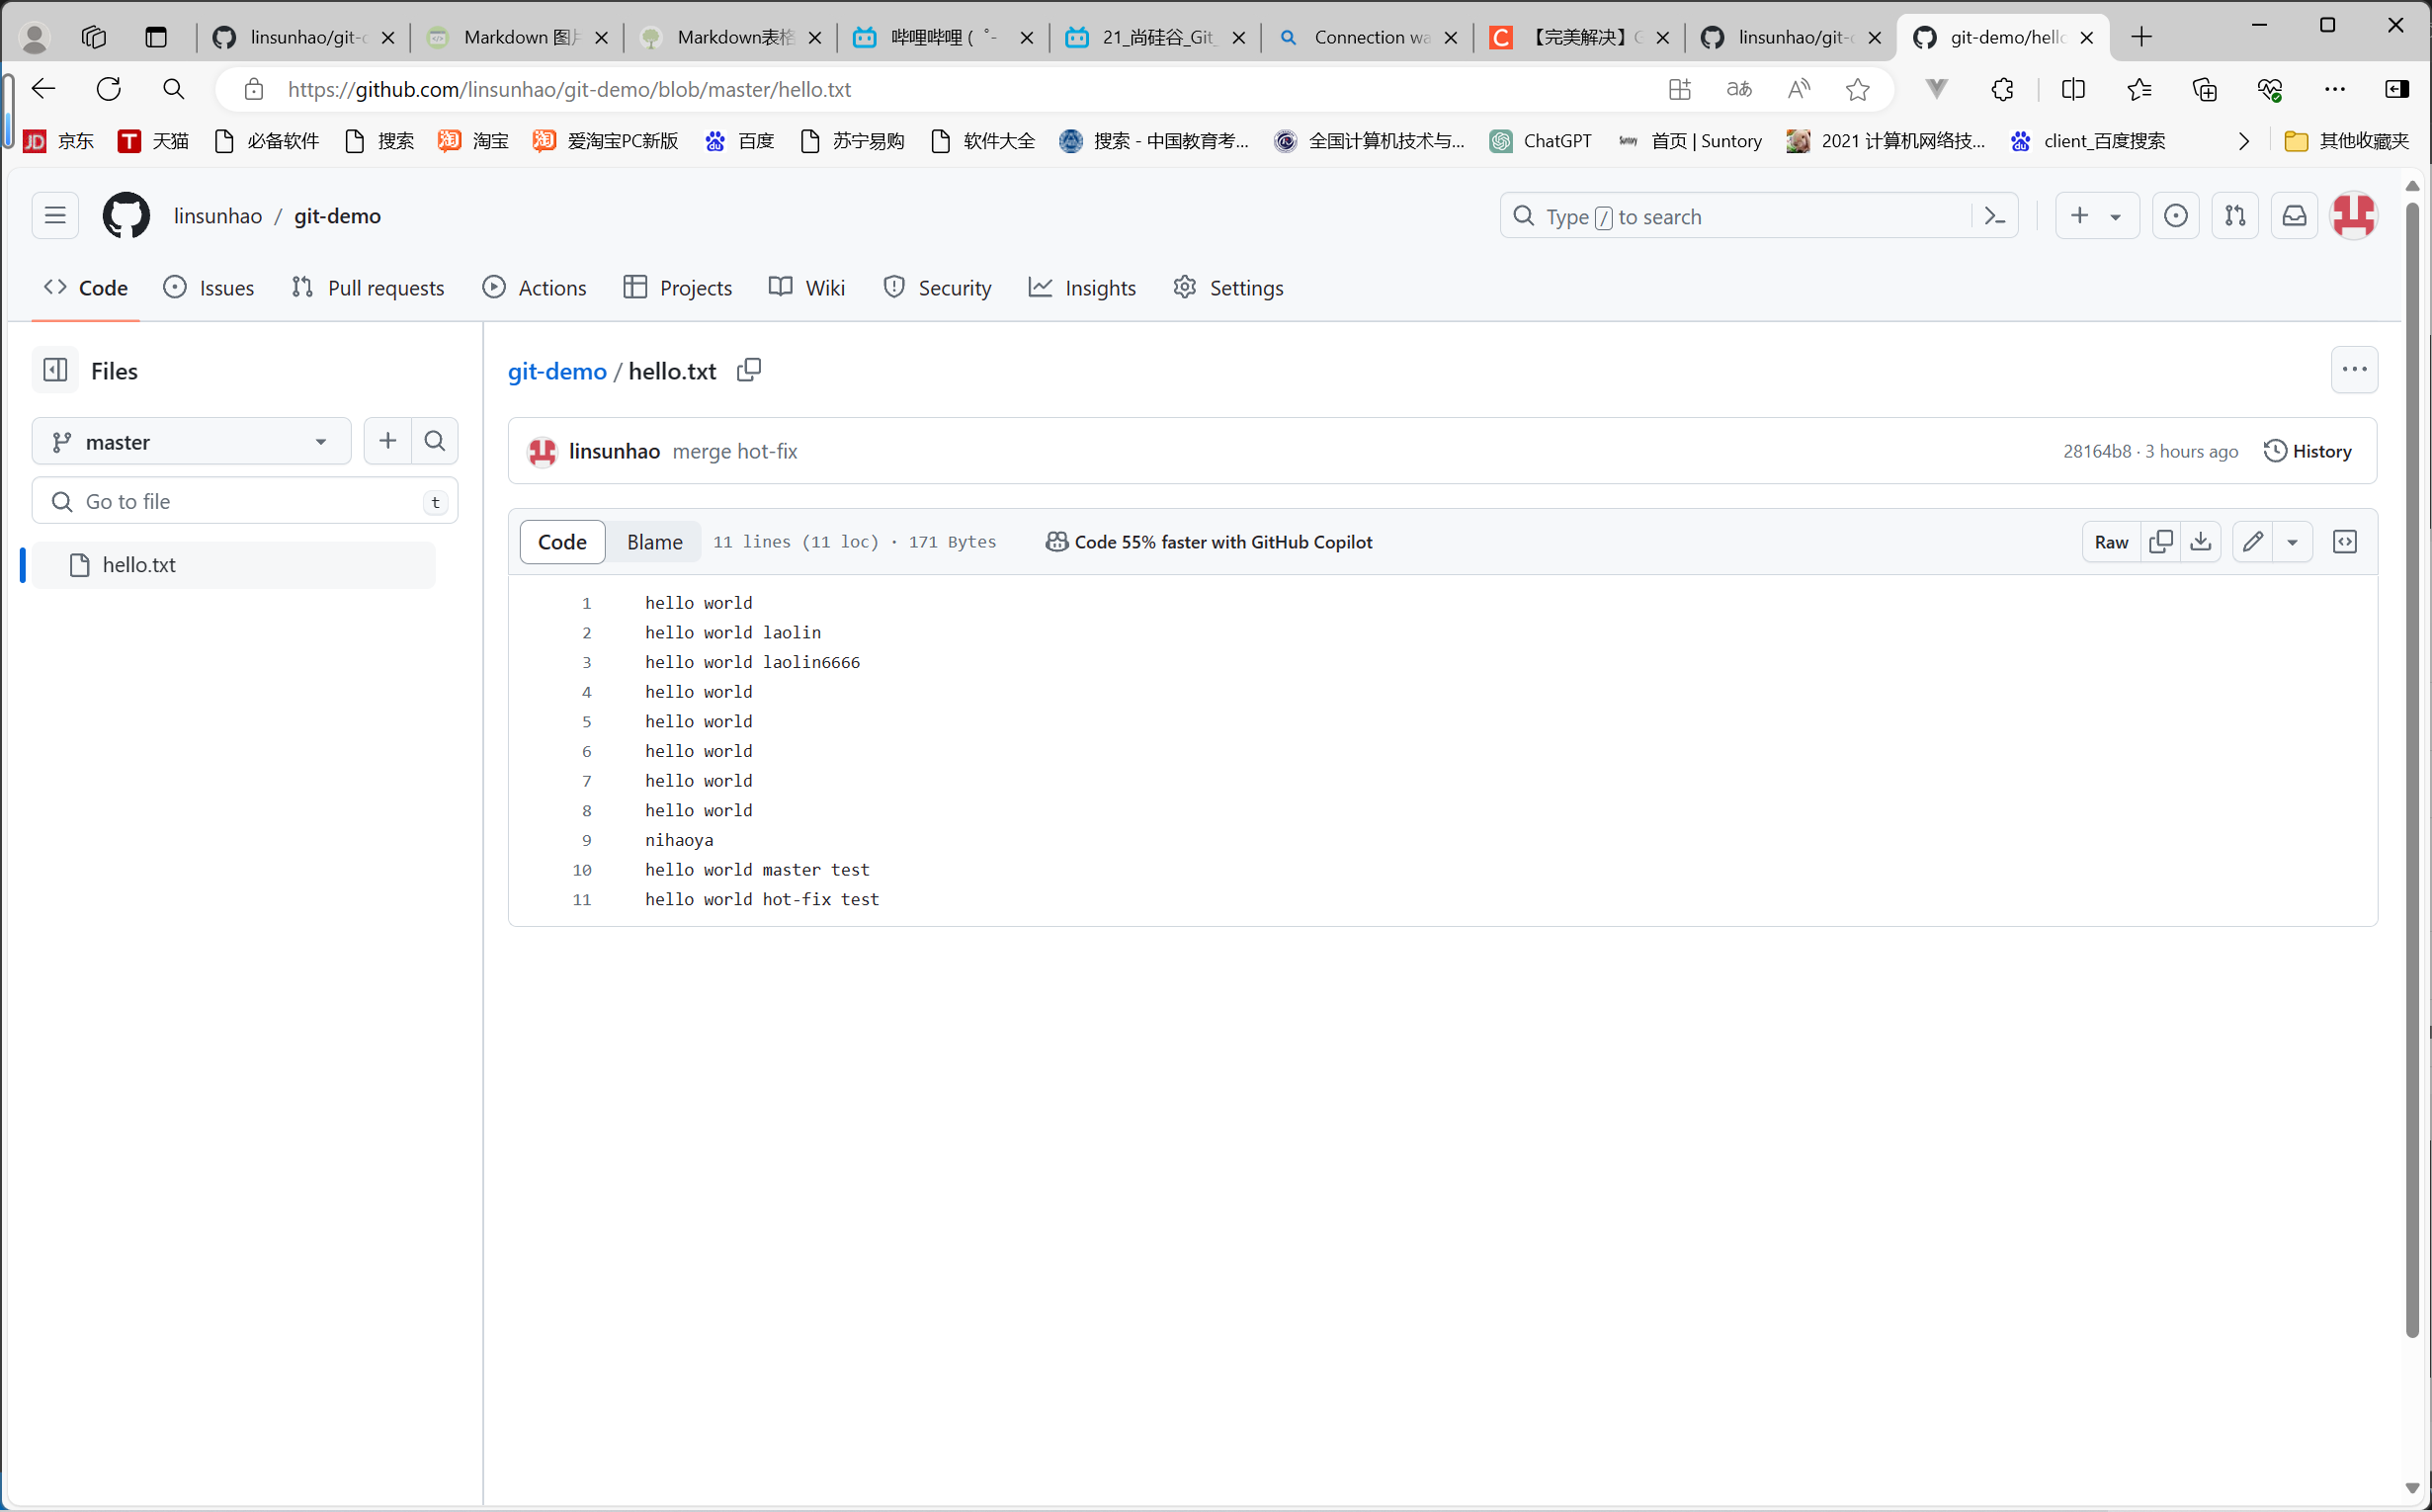 linsunhao/git-c
Markdown 图片
Markdown表格
哔哩哔哩 ( ゜-
21_尚硅谷_Git_
Connection wa
【完美解决】G
linsunhao/git-c
git-demo/hello
https://github.com/linsunhao/git-demo/blob/master/hello.txt
京东
天猫
必备软件
搜索
淘宝
爱淘宝PC新版
百度
苏宁易购
软件大全
搜索 - 中国教育考...
全国计算机技术与...
ChatGPT
首页 | Suntory
2021 计算机网络技...
client_百度搜索
其他收藏夹
linsunhao / git-demo
Type / to search
Code
Issues
Pull requests
Actions
Projects
Wiki
Security
Insights
Settings
Files
master
Go to file
t
hello.txt
git-demo / hello.txt
linsunhao merge hot-fix
28164b8 · 3 hours ago
History
Code
Blame
11 lines (11 loc) · 171 Bytes
Code 55% faster with GitHub Copilot
Raw
1 hello world
2 hello world laolin
3 hello world laolin6666
4 hello world
5 hello world
6 hello world
7 hello world
8 hello world
9 nihaoya
10 hello world master test
11 hello world hot-fix test